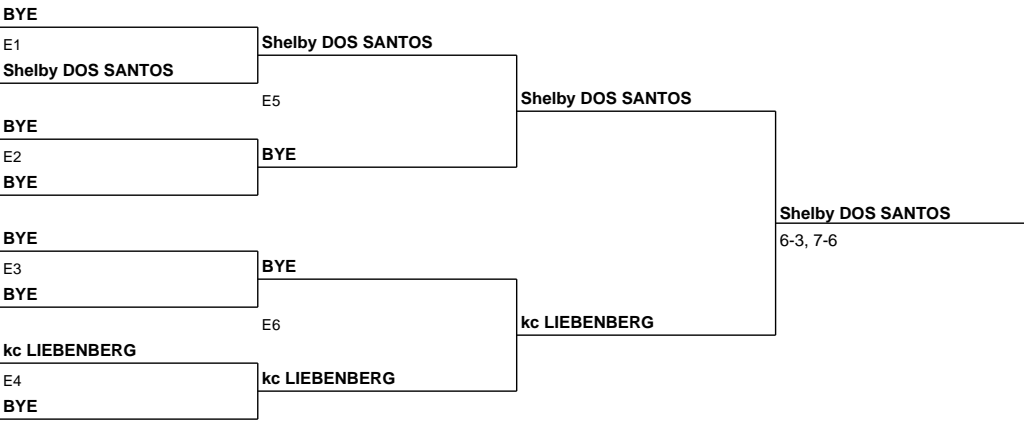 BYE
E1
Shelby DOS SANTOS
Shelby DOS SANTOS
E5
BYE
E2
BYE
BYE
Shelby DOS SANTOS
BYE
E3
BYE
BYE
E6
kc LIEBENBERG
E4
BYE
kc LIEBENBERG
kc LIEBENBERG
Shelby DOS SANTOS
6-3, 7-6